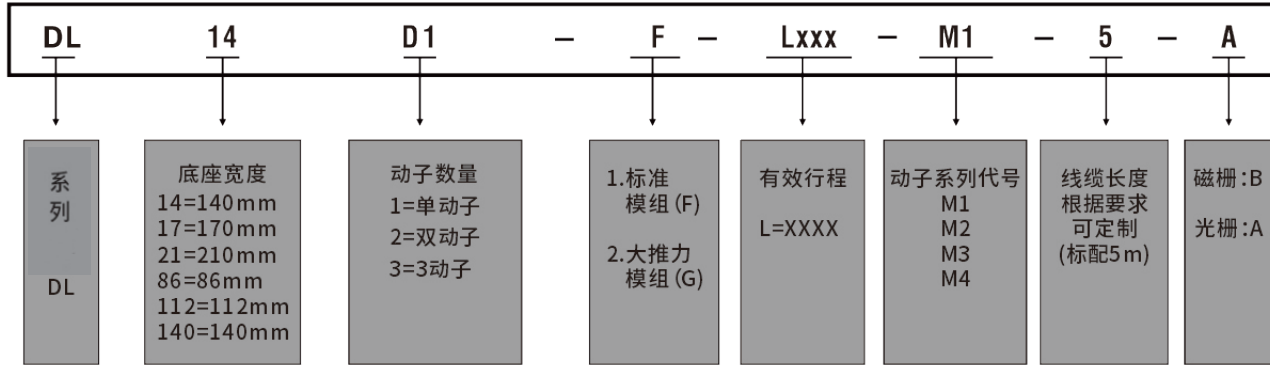 DL 14 D1 – F – Lxxx – M1 – 5 – A
系
列
DL
底座宽度
14=140mm
17=170mm
21=210mm
86=86mm
112=112mm
140=140mm
动子数量
1=单动子
2=双动子
3=3动子
1.标准
模组(F)
2.大推力
模组(G)
有效行程
L=XXXX
动子系列代号
M1
M2
M3
M4
线缆长度
根据要求
可定制
(标配5m)
磁栅:B
光栅:A